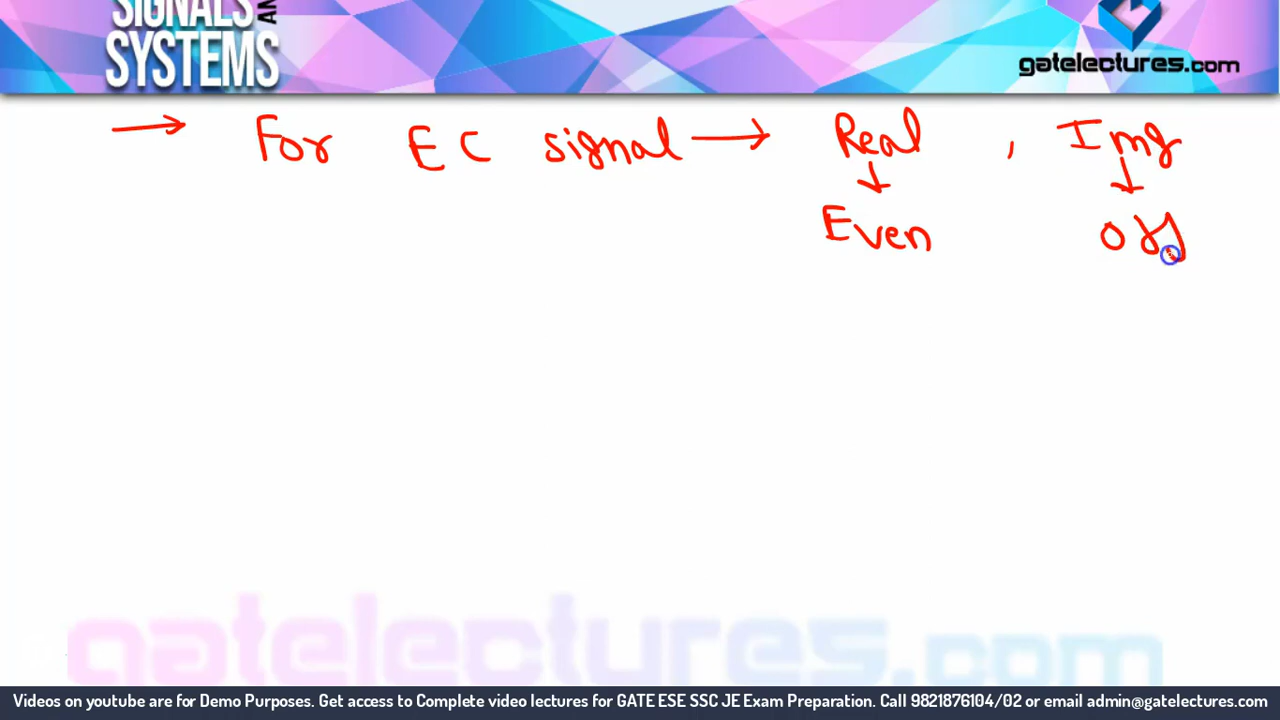 SIGNALS AN
SYSTEMS
gatelectures.com
→ For EC signal → Real , Img
↓ ↓
Even Odd
gatelectures.com
Videos on youtube are for Demo Purposes. Get access to Complete video lectures for GATE ESE SSC JE Exam Preparation. Call 9821876104/02 or email admin@gatelectures.com